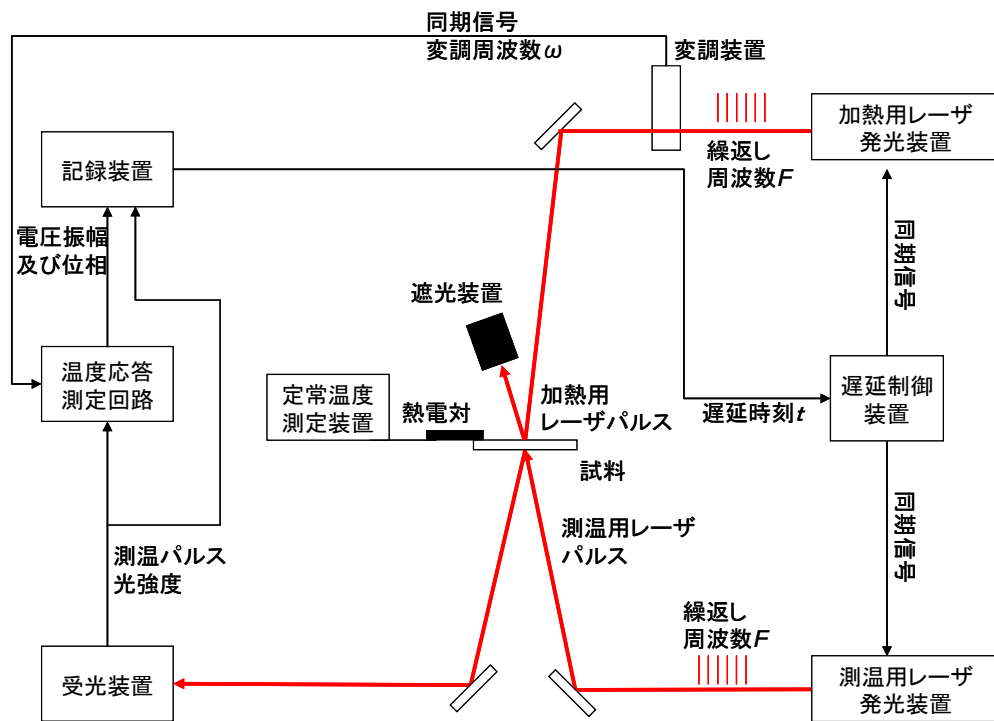 同期信号
変調周波数ω
変調装置
加熱用レーザ
発光装置
繰返し
周波数F
記録装置
電圧振幅
及び位相
同期信号
遮光装置
温度応答
測定回路
定常温度
測定装置
熱電対
加熱用
レーザパルス
遅延時刻t
遅延制御
装置
試料
測温パルス
光強度
測温用レーザ
パルス
同期信号
繰返し
周波数F
受光装置
測温用レーザ
発光装置